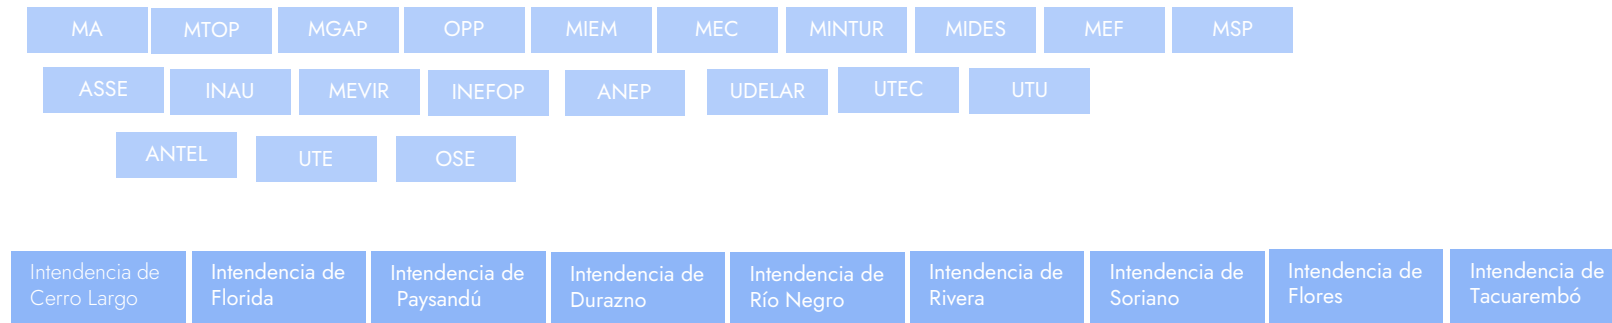 MA MTOP MGAP OPP MIEM MEC MINTUR MIDES MEF MSP
ASSE INAU MEVIR INEFOP ANEP UDELAR UTEC UTU
ANTEL UTE OSE
Intendencia de
Cerro Largo
Intendencia de
Florida
Intendencia de
Paysandú
Intendencia de
Durazno
Intendencia de
Río Negro
Intendencia de
Rivera
Intendencia de
Soriano
Intendencia de
Flores
Intendencia de
Tacuarembó